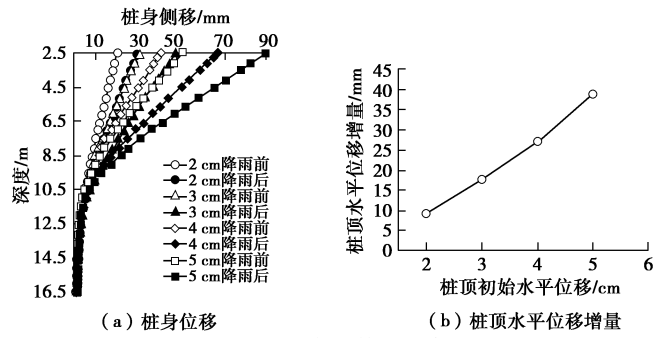 桩身侧移/mm
10 30 50 70 90
2.5
4.5
6.5
8.5
10.5
12.5
14.5
16.5
深度/m
2 cm降雨前
2 cm降雨后
3 cm降雨前
3 cm降雨后
4 cm降雨前
4 cm降雨后
5 cm降雨前
5 cm降雨后
(a) 桩身位移
桩顶水平位移增量/mm
45
40
35
30
25
20
15
10
5
0
2 3 4 5 6
桩顶初始水平位移/cm
(b) 桩顶水平位移增量